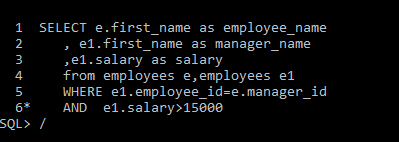 1 SELECT e.first_name as employee_name
2 , e1.first_name as manager_name
3 ,e1.salary as salary
4 from employees e,employees e1
5 WHERE e1.employee_id=e.manager_id
6* AND e1.salary>15000
SQL> /